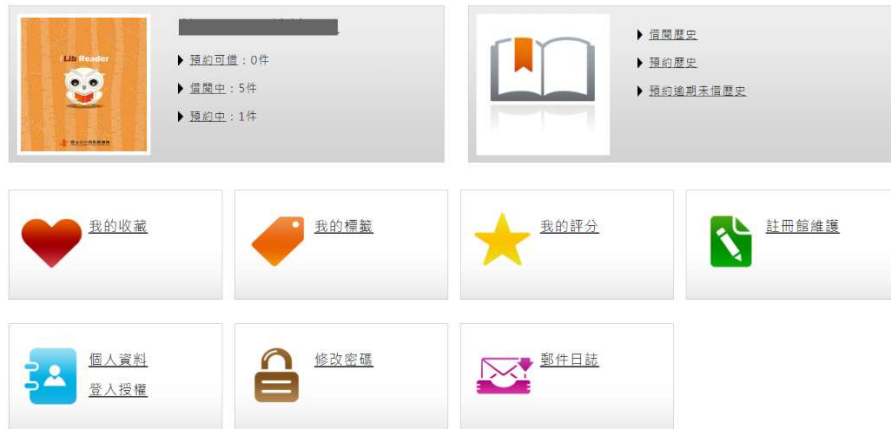 iLib Reader
預約可借：0件
借閱中：5件
預約中：1件
借閱歷史
預約歷史
預約逾期未借歷史
我的收藏
我的標籤
我的評分
註冊館維護
個人資料
登入授權
修改密碼
郵件日誌